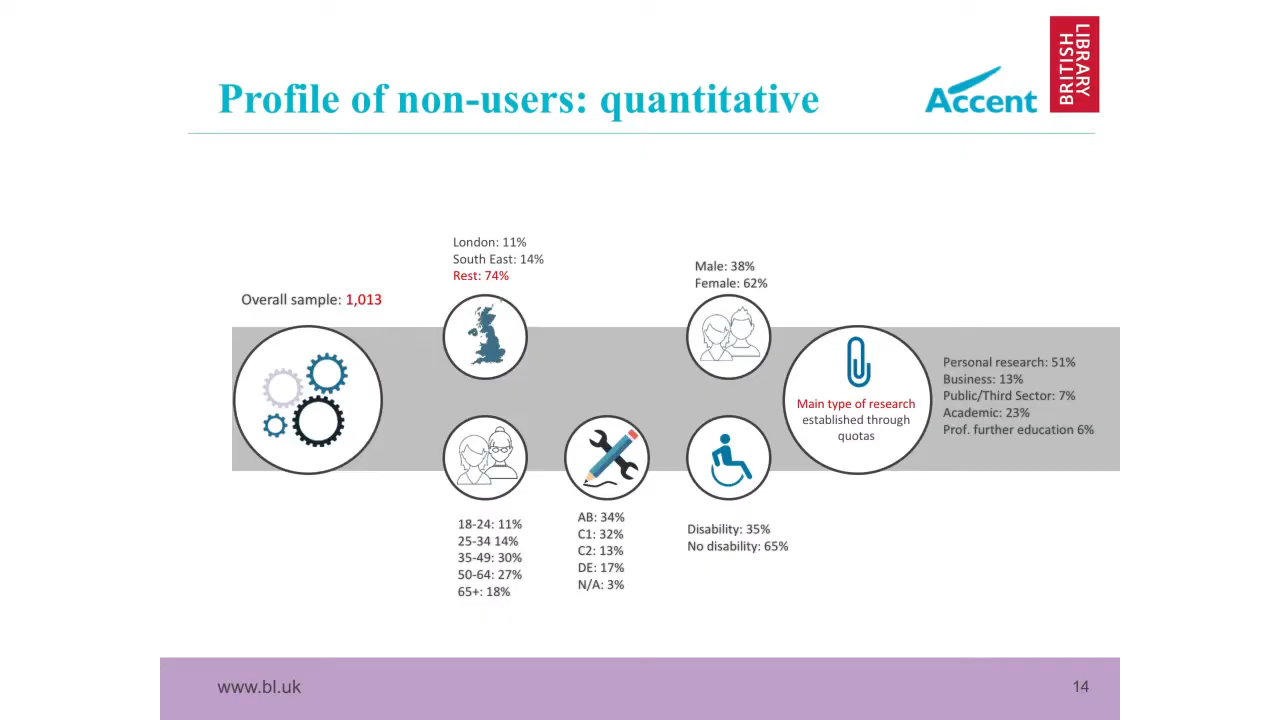 Profile of non-users: quantitative
Accent
BRITISH
LIBRARY
Overall sample: 1,013
London: 11%
South East: 14%
Rest: 74%
Male: 38%
Female: 62%
Main type of research
established through
quotas
Personal research: 51%
Business: 13%
Public/Third Sector: 7%
Academic: 23%
Prof. further education 6%
18-24: 11%
25-34 14%
35-49: 30%
50-64: 27%
65+: 18%
AB: 34%
C1: 32%
C2: 13%
DE: 17%
N/A: 3%
Disability: 35%
No disability: 65%
www.bl.uk
14